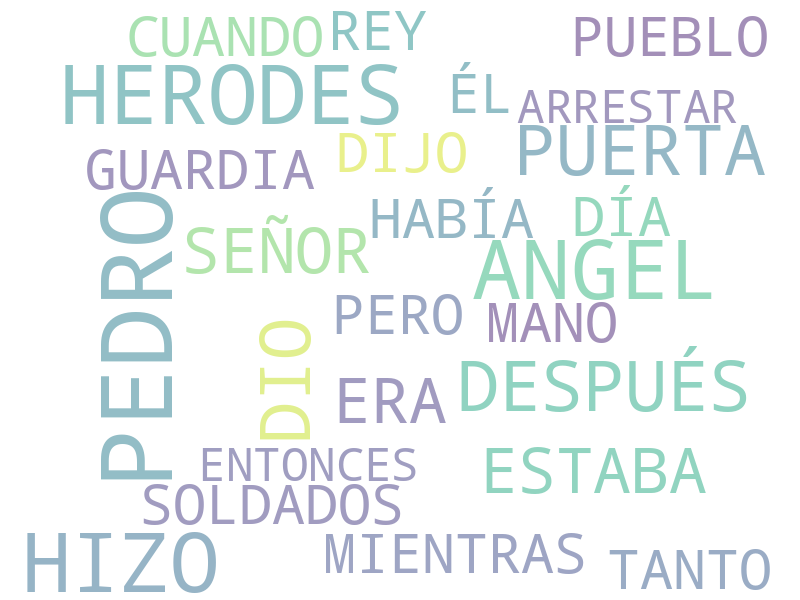 CUANDO REY PUEBLO
HERODES ÉL ARRESTAR
GUARDIA DIJO PUERTA
PEDRO
SEÑOR HABÍA DÍA
ANGEL
PERO MANO
DIO
ERA DESPUÉS
ENTONCES ESTABA
SOLDADOS
HIZO MIENTRAS TANTO